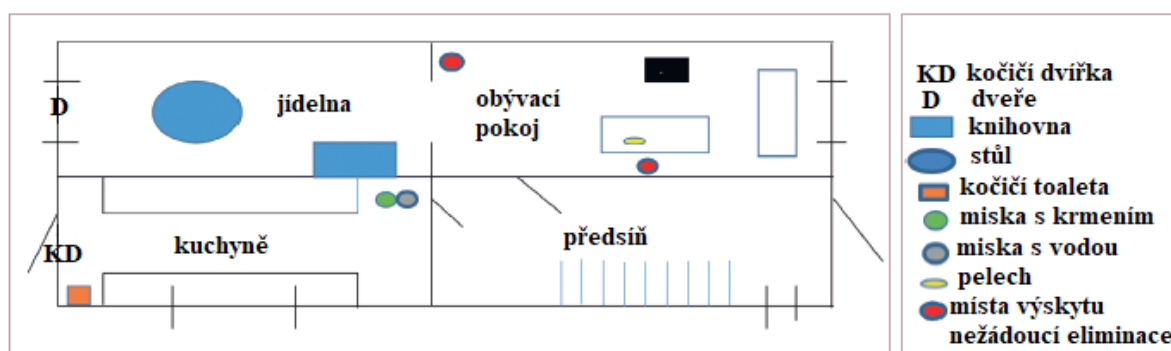 D
jídelna
obývací
pokoj
KD
kuchyně
předsíň
KD kočičí dvířka
D dveře
knihovna
stůl
kočičí toaleta
miska s krmením
miska s vodou
pelech
místa výskytu
nežádoucí eliminace